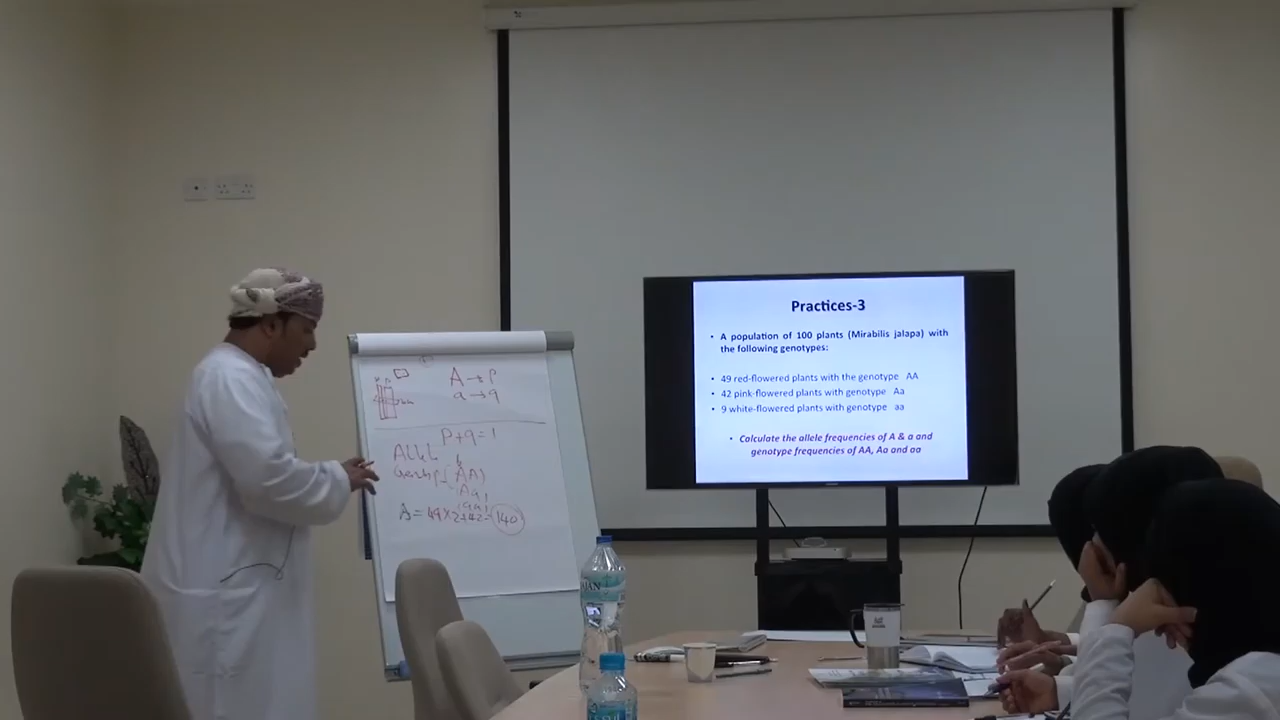 A → p
a → q
P+q=1
AA
Aa
aa
A = 49×2+42= 140
Practices-3
• A population of 100 plants (Mirabilis jalapa) with
the following genotypes:
• 49 red-flowered plants with the genotype AA
• 42 pink-flowered plants with genotype Aa
• 9 white-flowered plants with genotype aa
• Calculate the allele frequencies of A & a and
genotype frequencies of AA, Aa and aa